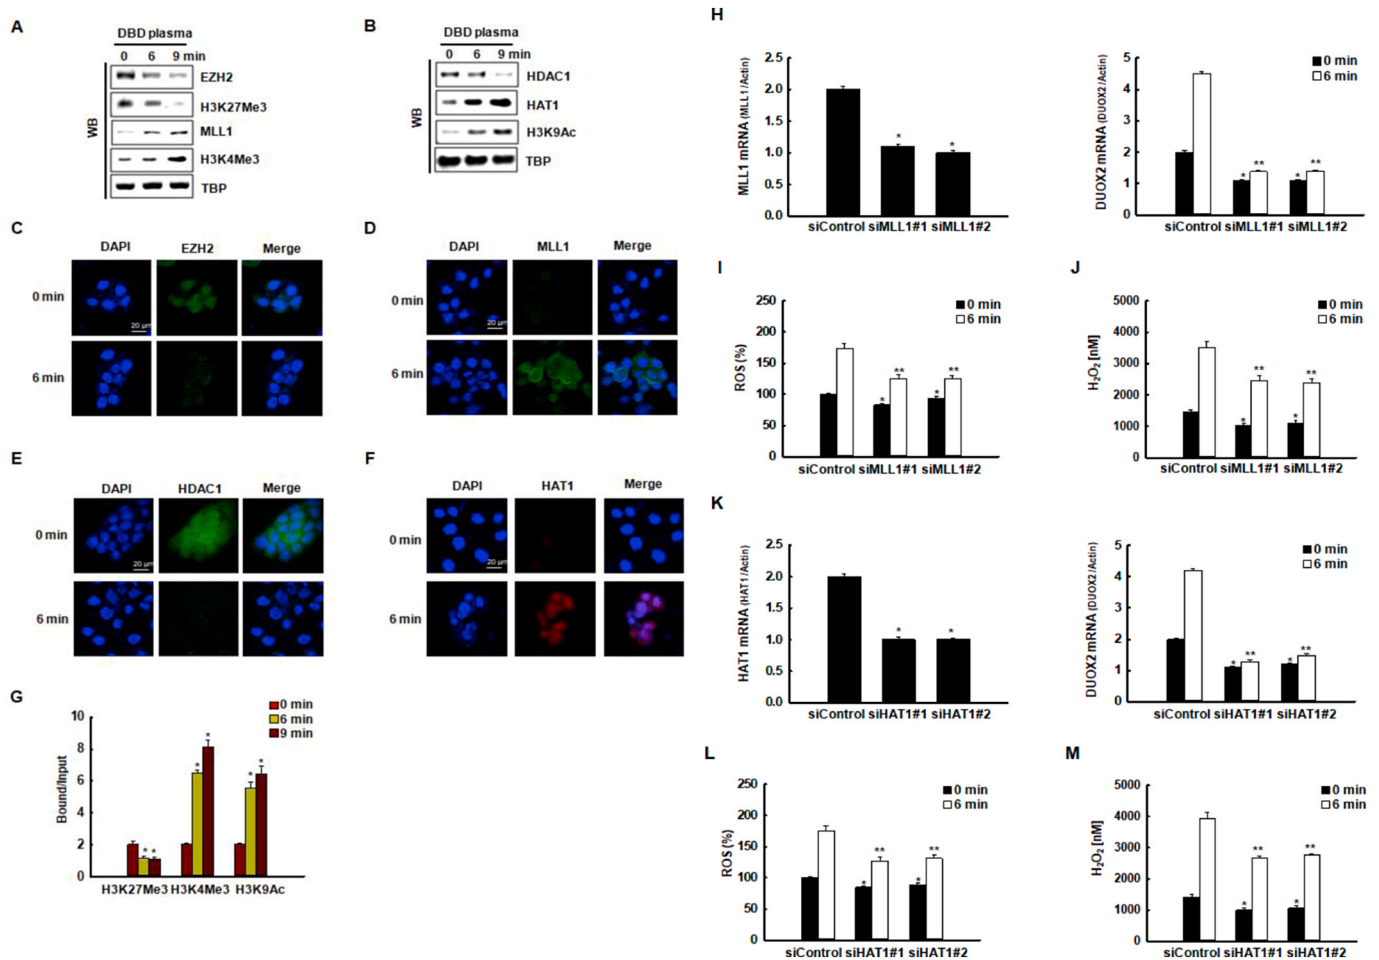 A
DBD plasma
0 6 9 min
WB
EZH2
H3K27Me3
MLL1
H3K4Me3
TBP
B
DBD plasma
0 6 9 min
WB
HDAC1
HAT1
H3K9Ac
TBP
C
DAPI EZH2 Merge
0 min
20 µm
6 min
D
DAPI MLL1 Merge
0 min
20 µm
6 min
E
DAPI HDAC1 Merge
0 min
20 µm
6 min
F
DAPI HAT1 Merge
0 min
20 µm
6 min
G
Bound/Input
10
8
6
4
2
0
0 min
6 min
9 min
* *
* *
* *
H3K27Me3 H3K4Me3 H3K9Ac
H
MLL1 mRNA (MLL1/Actin)
2.5
2.0
1.5
1.0
0.5
0.0
* *
siControl siMLL1#1 siMLL1#2
DUOX2 mRNA (DUOX2/Actin)
5
4
3
2
1
0
0 min
6 min
* ** * **
siControl siMLL1#1 siMLL1#2
I
ROS (%)
250
200
150
100
50
0
0 min
6 min
* ** * **
siControl siMLL1#1 siMLL1#2
J
H2O2 [nM]
5000
4000
3000
2000
1000
0
0 min
6 min
* ** * **
siControl siMLL1#1 siMLL1#2
K
HAT1 mRNA (HAT1/Actin)
2.5
2.0
1.5
1.0
0.5
0.0
* *
siControl siHAT1#1 siHAT1#2
DUOX2 mRNA (DUOX2/Actin)
5
4
3
2
1
0
0 min
6 min
* ** * **
siControl siHAT1#1 siHAT1#2
L
ROS (%)
250
200
150
100
50
0
0 min
6 min
* ** * **
siControl siHAT1#1 siHAT1#2
M
H2O2 [nM]
5000
4000
3000
2000
1000
0
0 min
6 min
* ** * **
siControl siHAT1#1 siHAT1#2